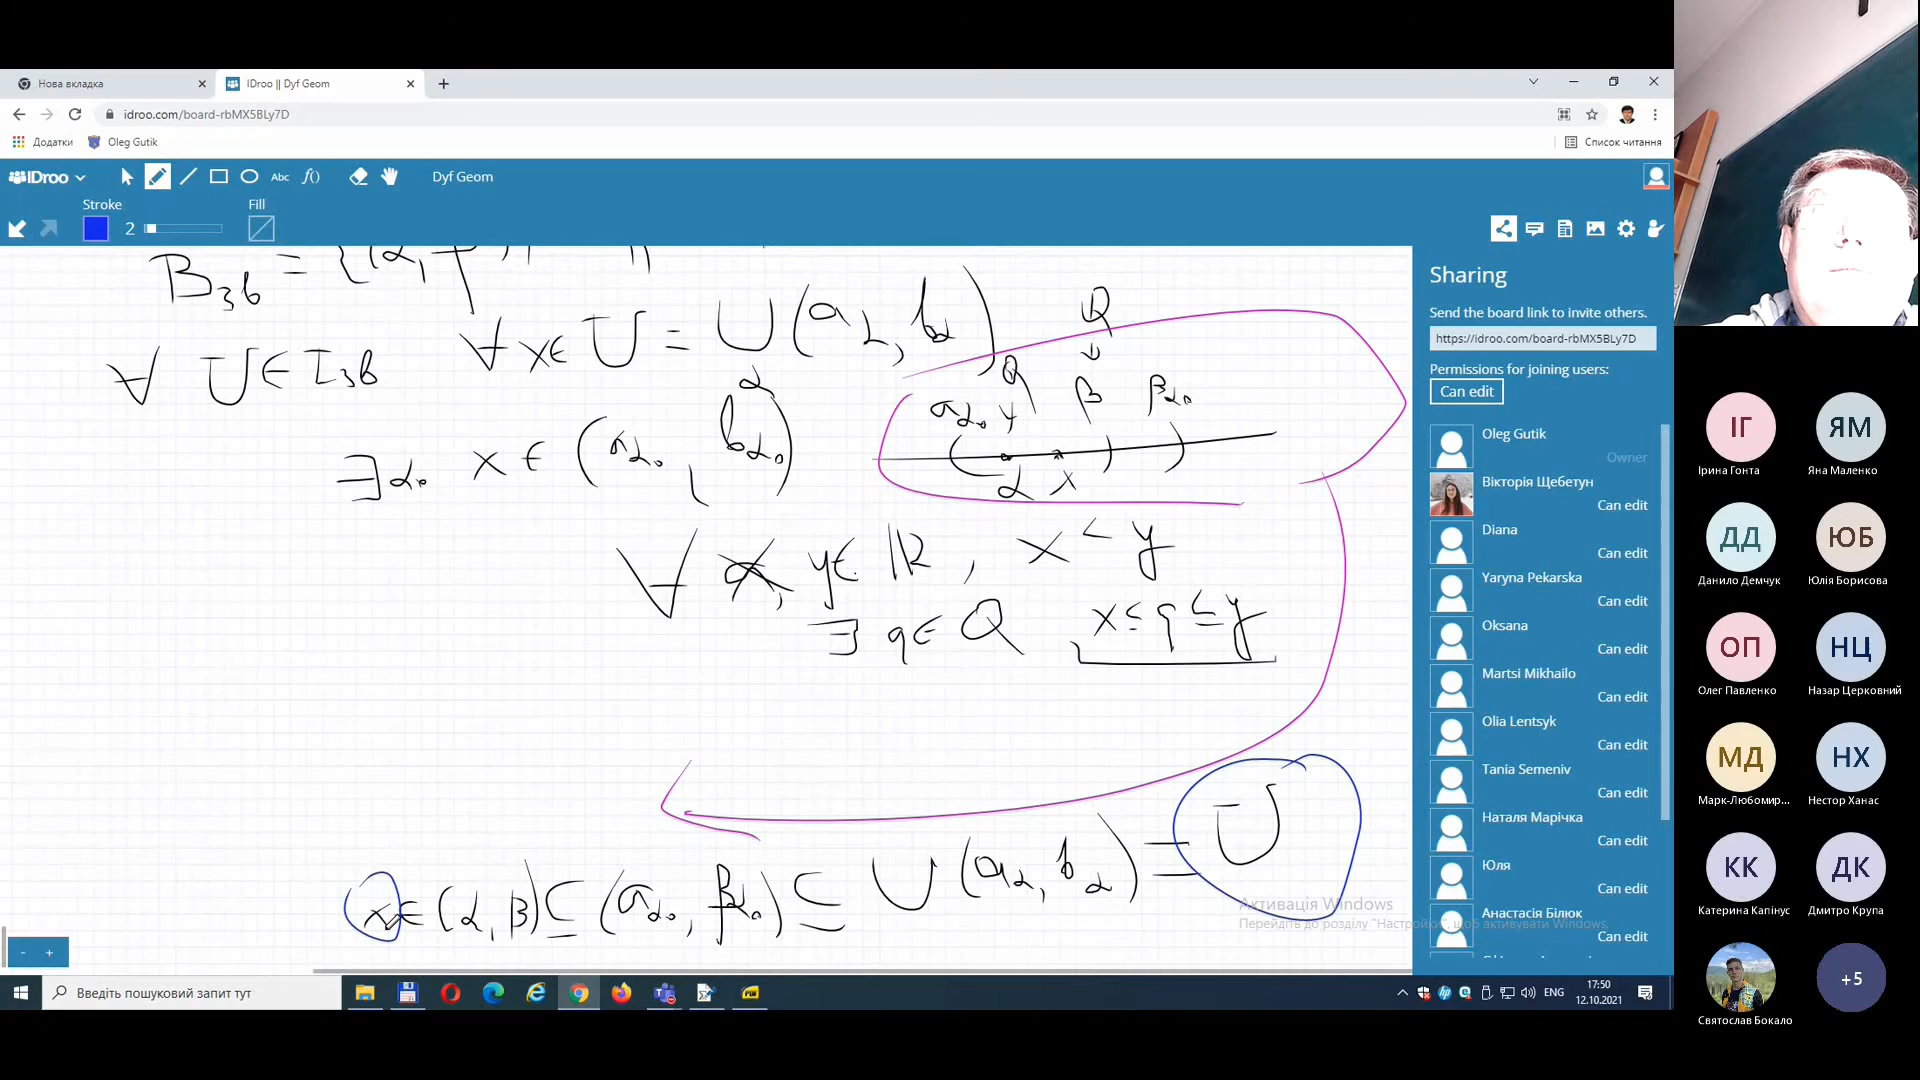 Нова вкладка
IDroo || Dyf Geom
idroo.com/board-rbMX5BLy7D
Додатки
Oleg Gutik
Список читання
IDroo
Abc
f()
Dyf Geom
Stroke
Fill
2
B_зв = {(α,
∀ U ∈ τ_зв ∀ x ∈ U = ⋃_α (a_α, b_α)
∃ α₀ x ∈ (a_α₀, b_α₀)
Q
Q
a_α₀ β β_α₀
α x
∀ x, y ∈ ℝ, x < y
∃ q ∈ Q x ≤ q ≤ y
x ∈ (α, β) ⊆ (a_α₀, β_α₀) ⊆ ⋃ (a_α, b_α) = U
Активація Windows
Перейдіть до розділу "Настройки", щоб активувати Windows.
- +
Sharing
Send the board link to invite others.
https://idroo.com/board-rbMX5BLy7D
Permissions for joining users:
Can edit
Oleg Gutik
Owner
Вікторія Щебетун
Can edit
Diana
Can edit
Yaryna Pekarska
Can edit
Oksana
Can edit
Martsi Mikhailo
Can edit
Olia Lentsyk
Can edit
Tania Semeniv
Can edit
Наталя Марічка
Can edit
Юля
Can edit
Анастасія Білюк
Can edit
ІГ
Ірина Гонта
ЯМ
Яна Маленко
ДД
Данило Демчук
ЮБ
Юлія Борисова
ОП
Олег Павленко
НЦ
Назар Церковний
МД
Марк-Любомир...
НХ
Нестор Ханас
КК
Катерина Капінус
ДК
Дмитро Крупа
Святослав Бокало
+5
Введіть пошуковий запит тут
ENG
17:50
12.10.2021